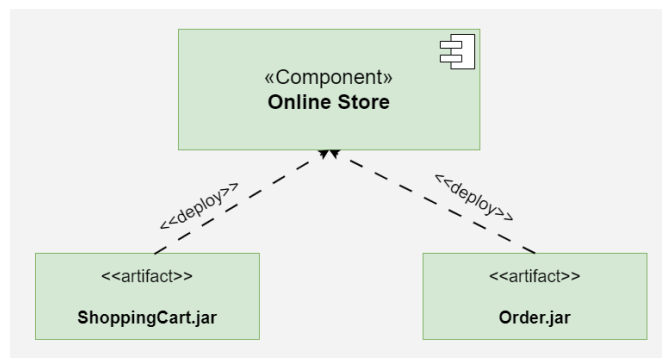 «Component»
Online Store
<<deploy>>
<<deploy>>
<<artifact>>
ShoppingCart.jar
<<artifact>>
Order.jar